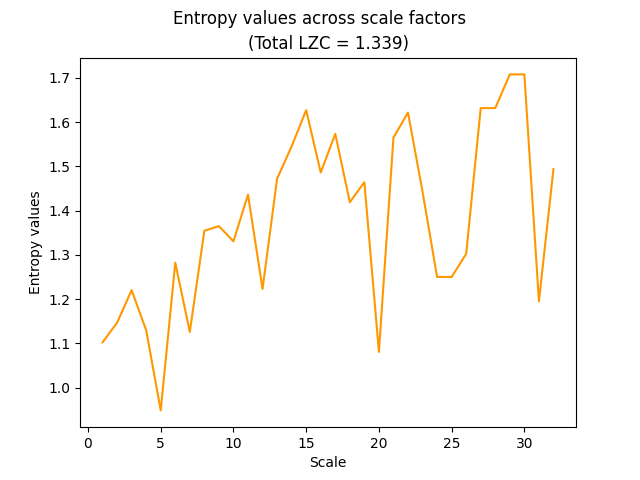 Entropy values across scale factors
(Total LZC = 1.339)
1.7
1.6
1.5
1.4
1.3
1.2
1.1
1.0
Entropy values
0 5 10 15 20 25 30
Scale